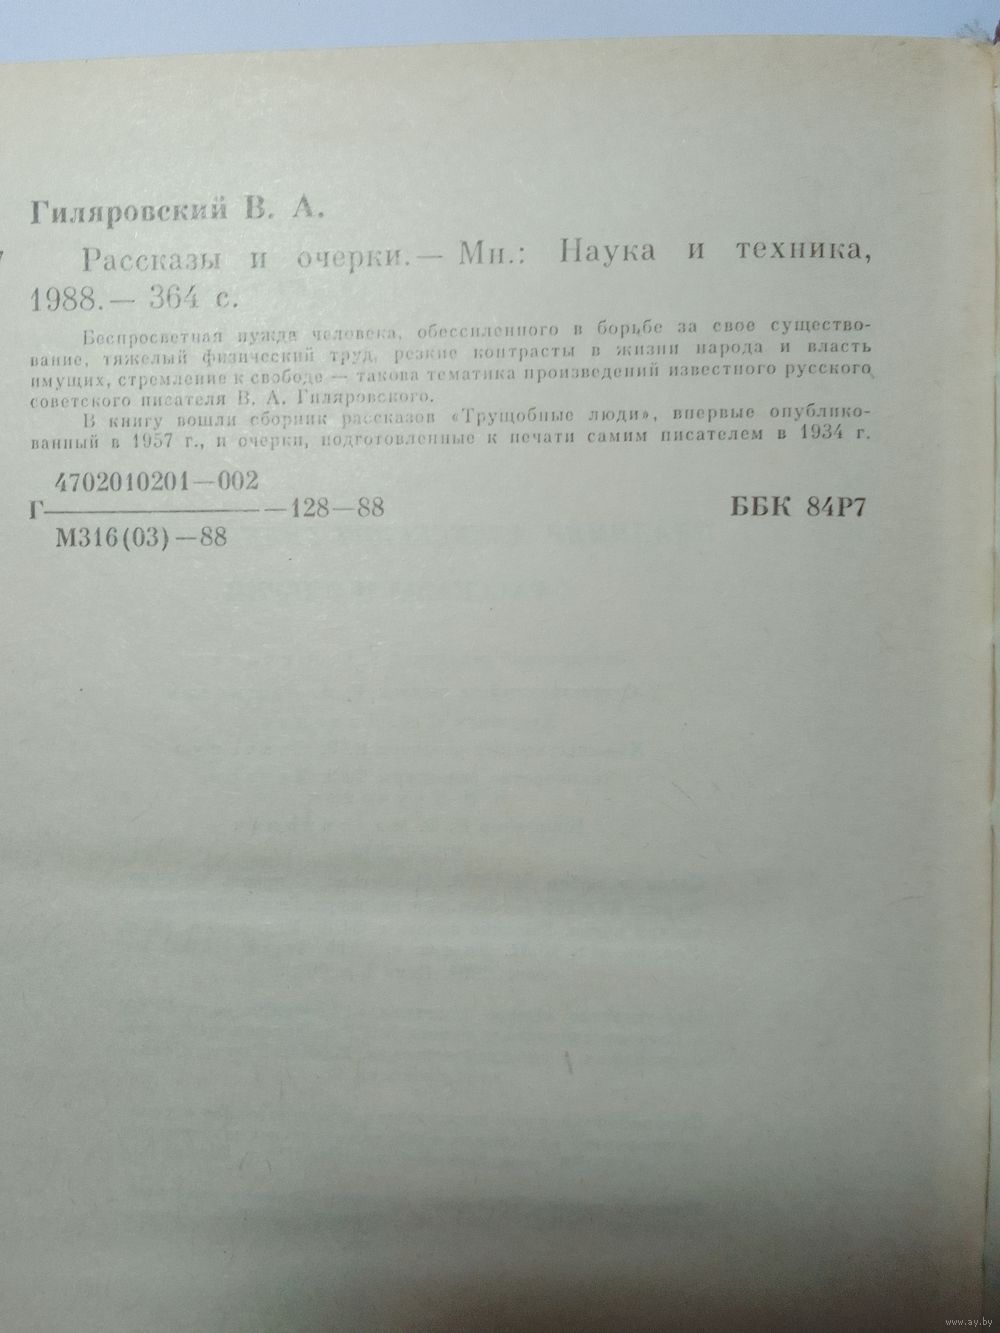 Гиляровский В. А.
Рассказы и очерки.— Мн.: Наука и техника,
1988.— 364 с.
Беспросветная нужда человека, обессиленного в борьбе за свое существо-
вание, тяжелый физический труд, резкие контрасты в жизни народа и власть
имущих, стремление к свободе — такова тематика произведений известного русского
советского писателя В. А. Гиляровского.
В книгу вошли сборник рассказов «Трущобные люди», впервые опублико-
ванный в 1957 г., и очерки, подготовленные к печати самим писателем в 1934 г.
4702010201—002
Г————————128—88
М316(03)—88
ББК 84Р7
www.ay.by